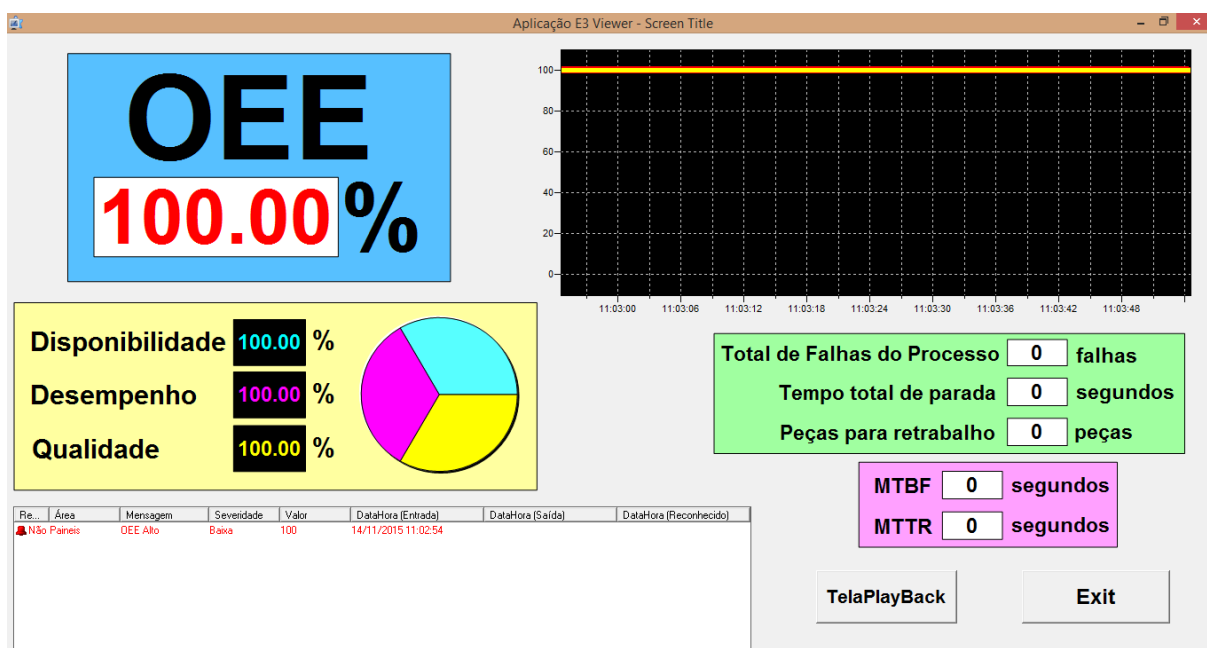 Aplicação E3 Viewer - Screen Title
OEE
100.00 %
100
80
60
40
20
0
11:03:00 11:03:06 11:03:12 11:03:18 11:03:24 11:03:30 11:03:36 11:03:42 11:03:48
Disponibilidade 100.00 %
Desempenho 100.00 %
Qualidade 100.00 %
Total de Falhas do Processo 0 falhas
Tempo total de parada 0 segundos
Peças para retrabalho 0 peças
MTBF 0 segundos
MTTR 0 segundos
Re... Área Mensagem Severidade Valor DataHora (Entrada) DataHora (Saída) DataHora (Reconhecido)
Não Paineis OEE Alto Baixa 100 14/11/2015 11:02:54
TelaPlayBack
Exit